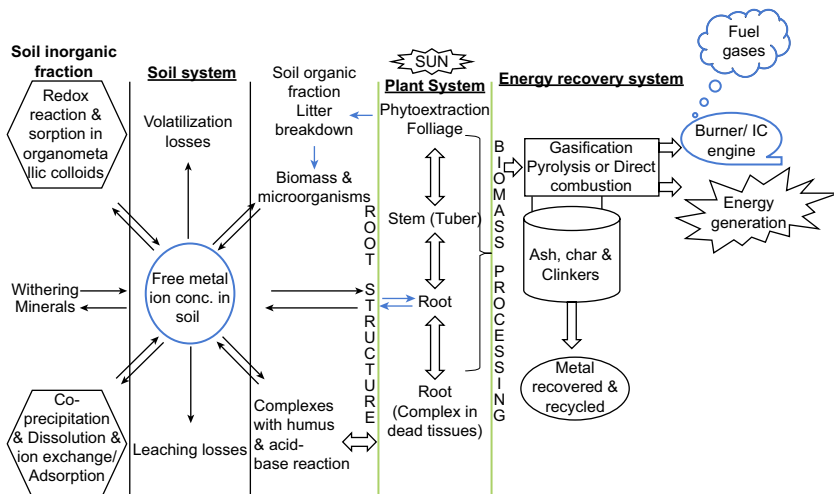 Soil inorganic
fraction
Redox
reaction &
sorption in
organometa
llic colloids
Withering
Minerals
Co-
precipitation
& Dissolution &
ion exchange/
Adsorption
Soil system
Volatilization
losses
Free metal
ion conc. in
soil
Leaching losses
Soil organic
fraction
Litter
breakdown
Biomass &
microorganisms
Complexes
with humus
& acid-
base reaction
ROOT STRUCTURE
SUN
Plant System
Phytoextraction
Folliage
Stem (Tuber)
Root
Root
(Complex in
dead tissues)
BIOMASS PROCESSING
Energy recovery system
Gasification
Pyrolysis or Direct
combustion
Ash, char &
Clinkers
Metal
recovered &
recycled
Fuel
gases
Burner/ IC
engine
Energy
generation